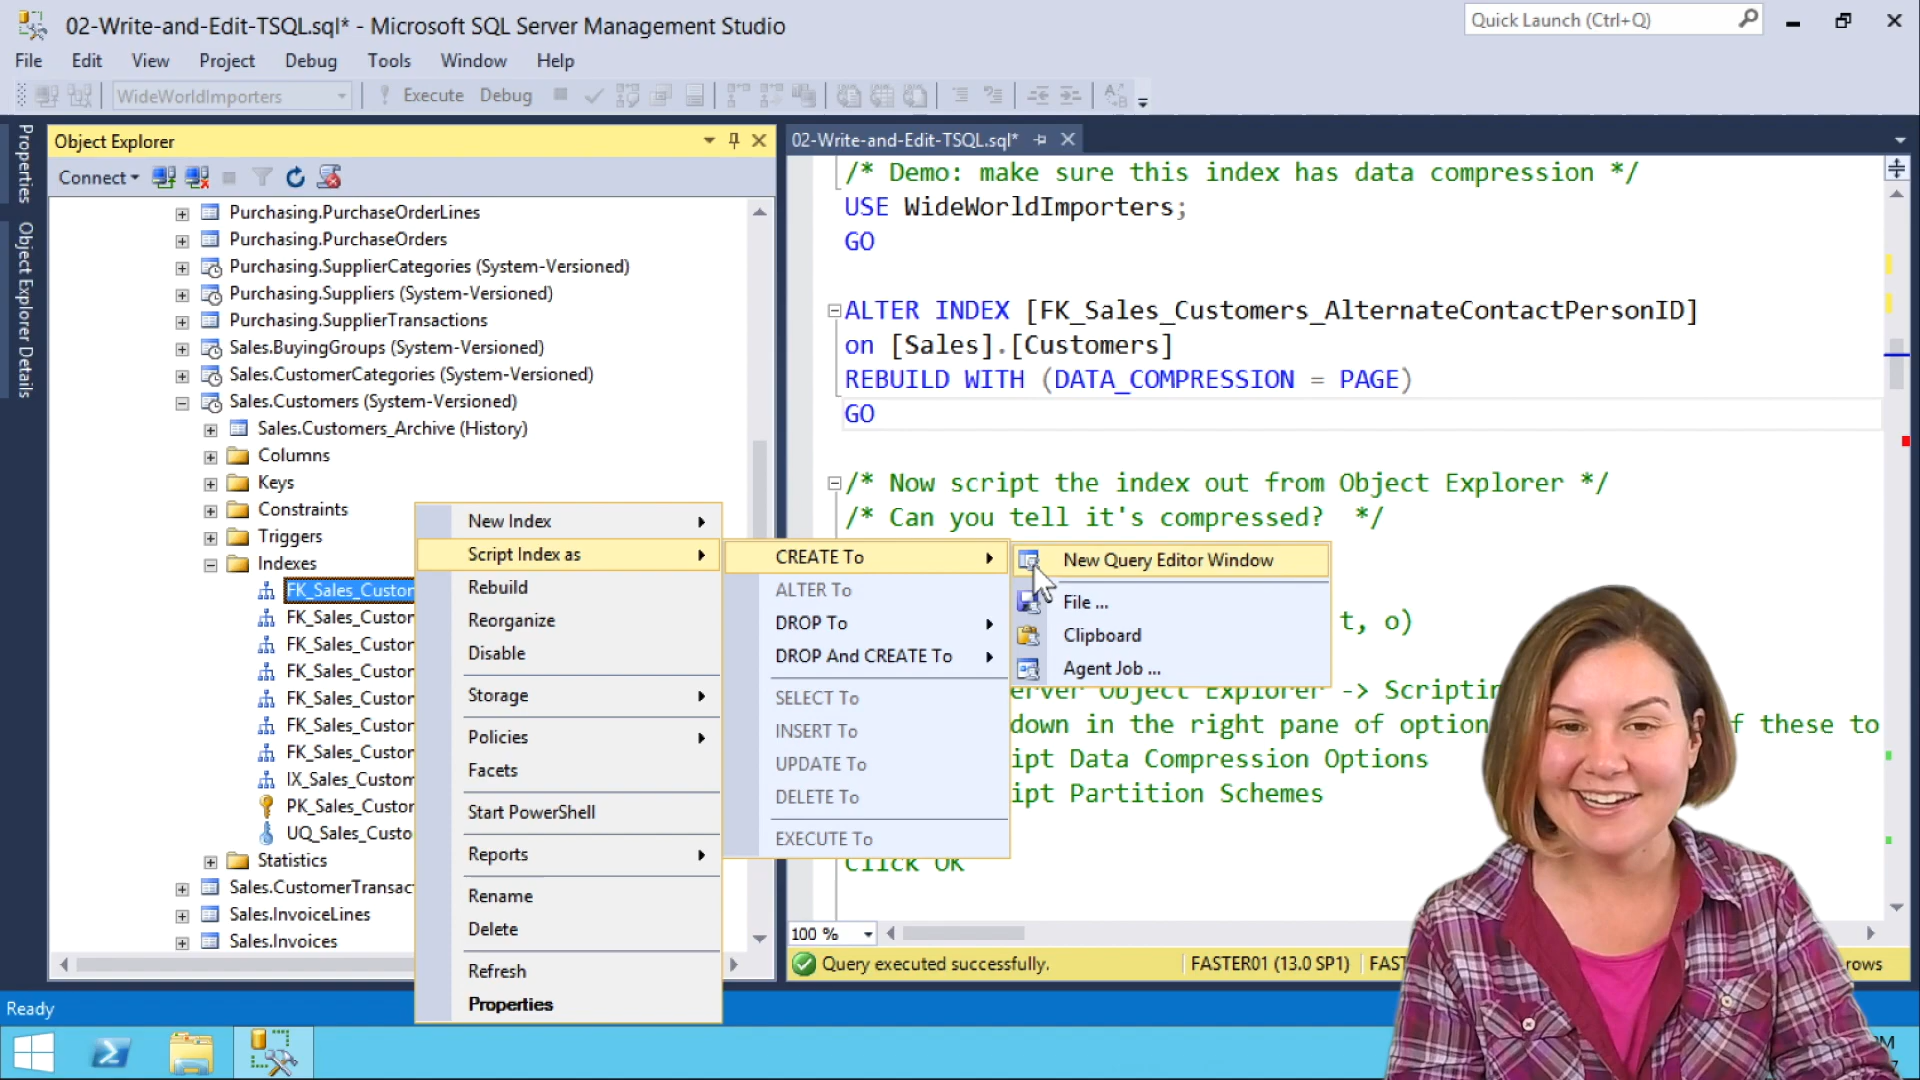 02-Write-and-Edit-TSQL.sql* - Microsoft SQL Server Management Studio
Quick Launch (Ctrl+Q)
File Edit View Project Debug Tools Window Help
WideWorldImporters Execute Debug
Properties
Object Explorer Details
Object Explorer
Connect
Purchasing.PurchaseOrderLines
Purchasing.PurchaseOrders
Purchasing.SupplierCategories (System-Versioned)
Purchasing.Suppliers (System-Versioned)
Purchasing.SupplierTransactions
Sales.BuyingGroups (System-Versioned)
Sales.CustomerCategories (System-Versioned)
Sales.Customers (System-Versioned)
Sales.Customers_Archive (History)
Columns
Keys
Constraints
Triggers
Indexes
FK_Sales_Custor
FK_Sales_Custor
FK_Sales_Custor
FK_Sales_Custor
FK_Sales_Custor
FK_Sales_Custor
FK_Sales_Custor
IX_Sales_Custom
PK_Sales_Custor
UQ_Sales_Custo
Statistics
Sales.CustomerTransact
Sales.InvoiceLines
Sales.Invoices
New Index
Script Index as
Rebuild
Reorganize
Disable
Storage
Policies
Facets
Start PowerShell
Reports
Rename
Delete
Refresh
Properties
CREATE To
ALTER To
DROP To
DROP And CREATE To
SELECT To
INSERT To
UPDATE To
DELETE To
EXECUTE To
New Query Editor Window
File ...
Clipboard
Agent Job ...
02-Write-and-Edit-TSQL.sql*
/* Demo: make sure this index has data compression */
USE WideWorldImporters;
GO
ALTER INDEX [FK_Sales_Customers_AlternateContactPersonID]
on [Sales].[Customers]
REBUILD WITH (DATA_COMPRESSION = PAGE)
GO
/* Now script the index out from Object Explorer */
/* Can you tell it's compressed?  */
t, o)
erver Object Explorer -> Scriptin
down in the right pane of option f these to
ipt Data Compression Options
ipt Partition Schemes
Click OK
100 %
Query executed successfully. FASTER01 (13.0 SP1) FAS rows
Ready